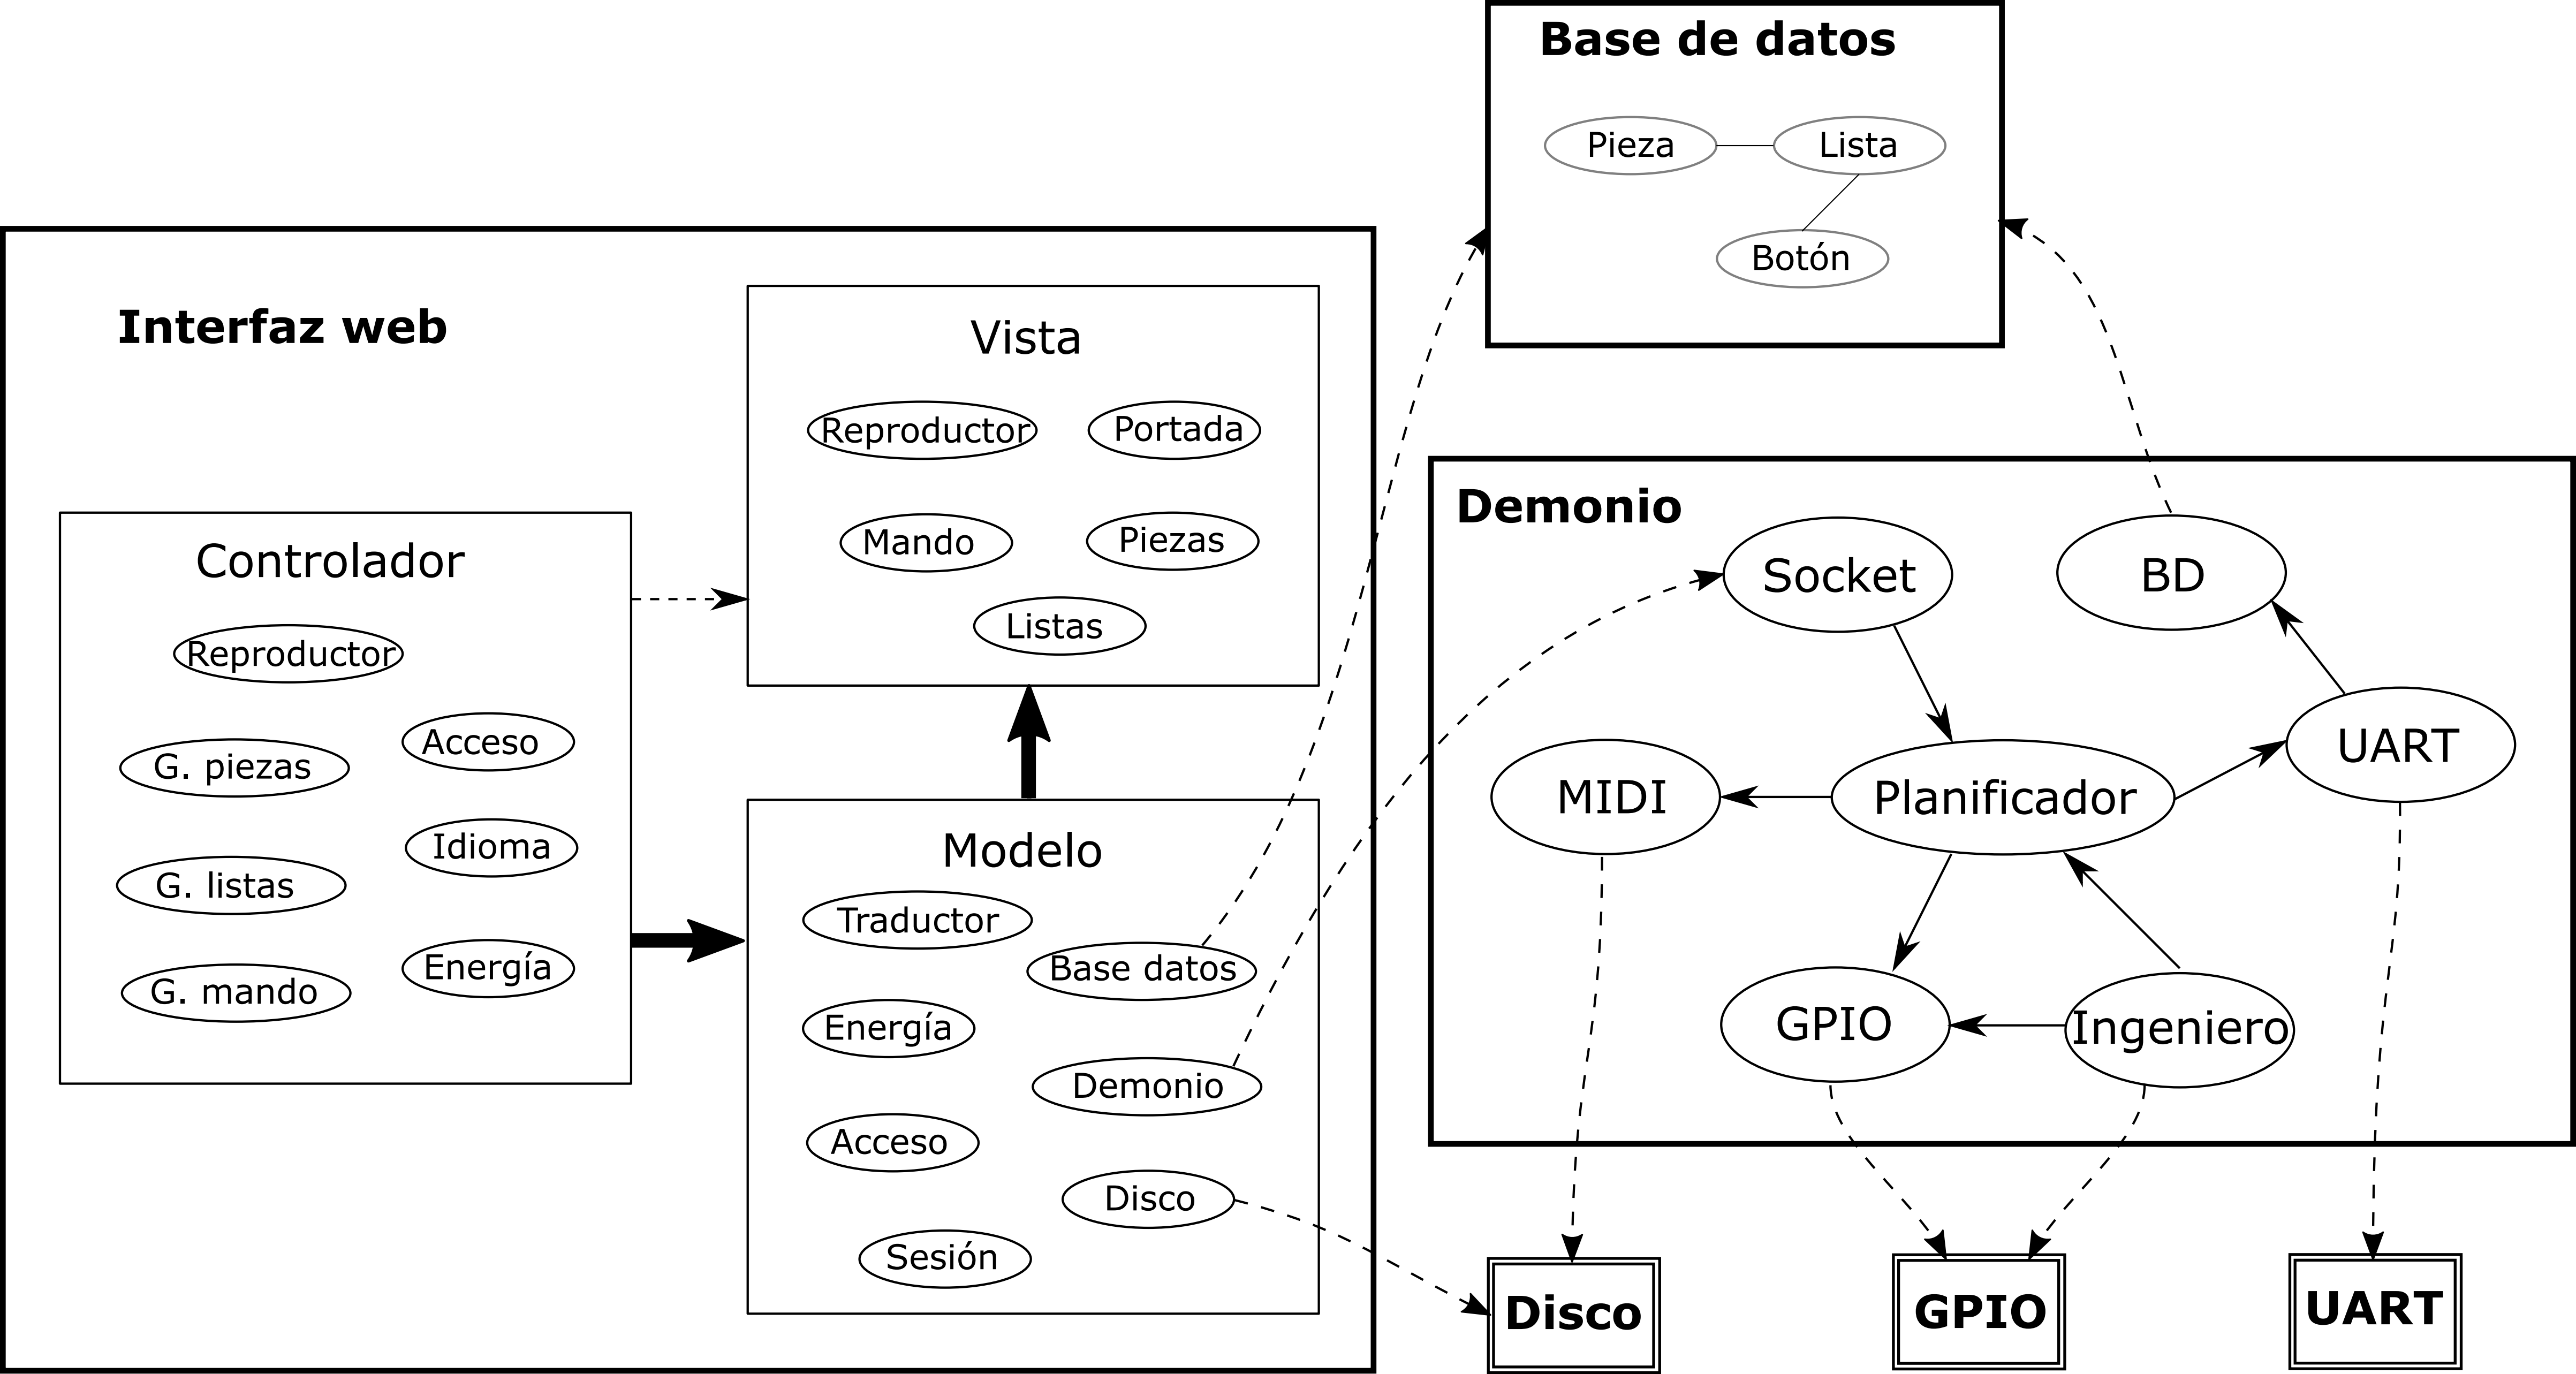 Base de datos
Pieza
Lista
Botón
Interfaz web
Vista
Reproductor
Portada
Mando
Piezas
Listas
Controlador
Reproductor
Acceso
G. piezas
Idioma
G. listas
Energía
G. mando
Modelo
Traductor
Base datos
Energía
Demonio
Acceso
Disco
Sesión
Demonio
Socket
BD
UART
MIDI
Planificador
GPIO
Ingeniero
Disco
GPIO
UART